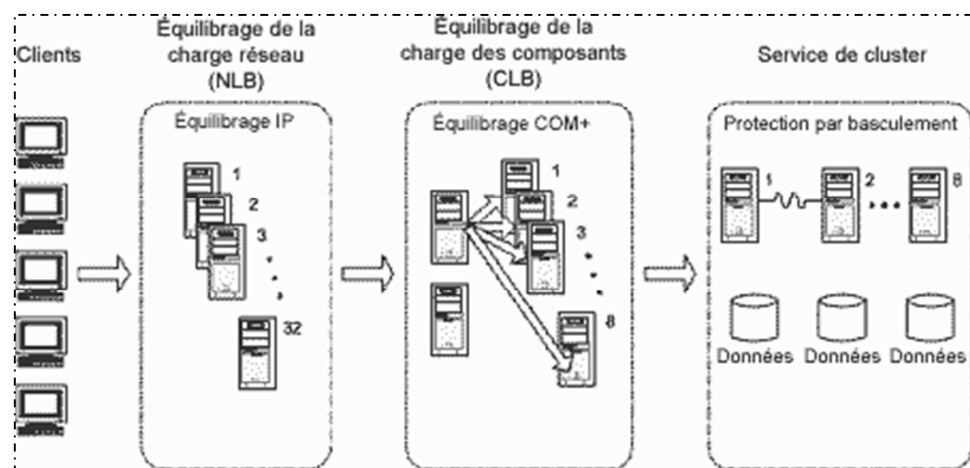 Clients
Équilibrage de la
charge réseau
(NLB)
Équilibrage IP
1
2
3
32
Équilibrage de la
charge des composants
(CLB)
Équilibrage COM+
1
2
3
8
Service de cluster
Protection par basculement
1
2
8
Données
Données
Données